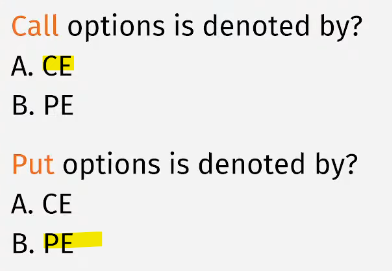 Call options is denoted by?
A. CE
B. PE
Put options is denoted by?
A. CE
B. PE